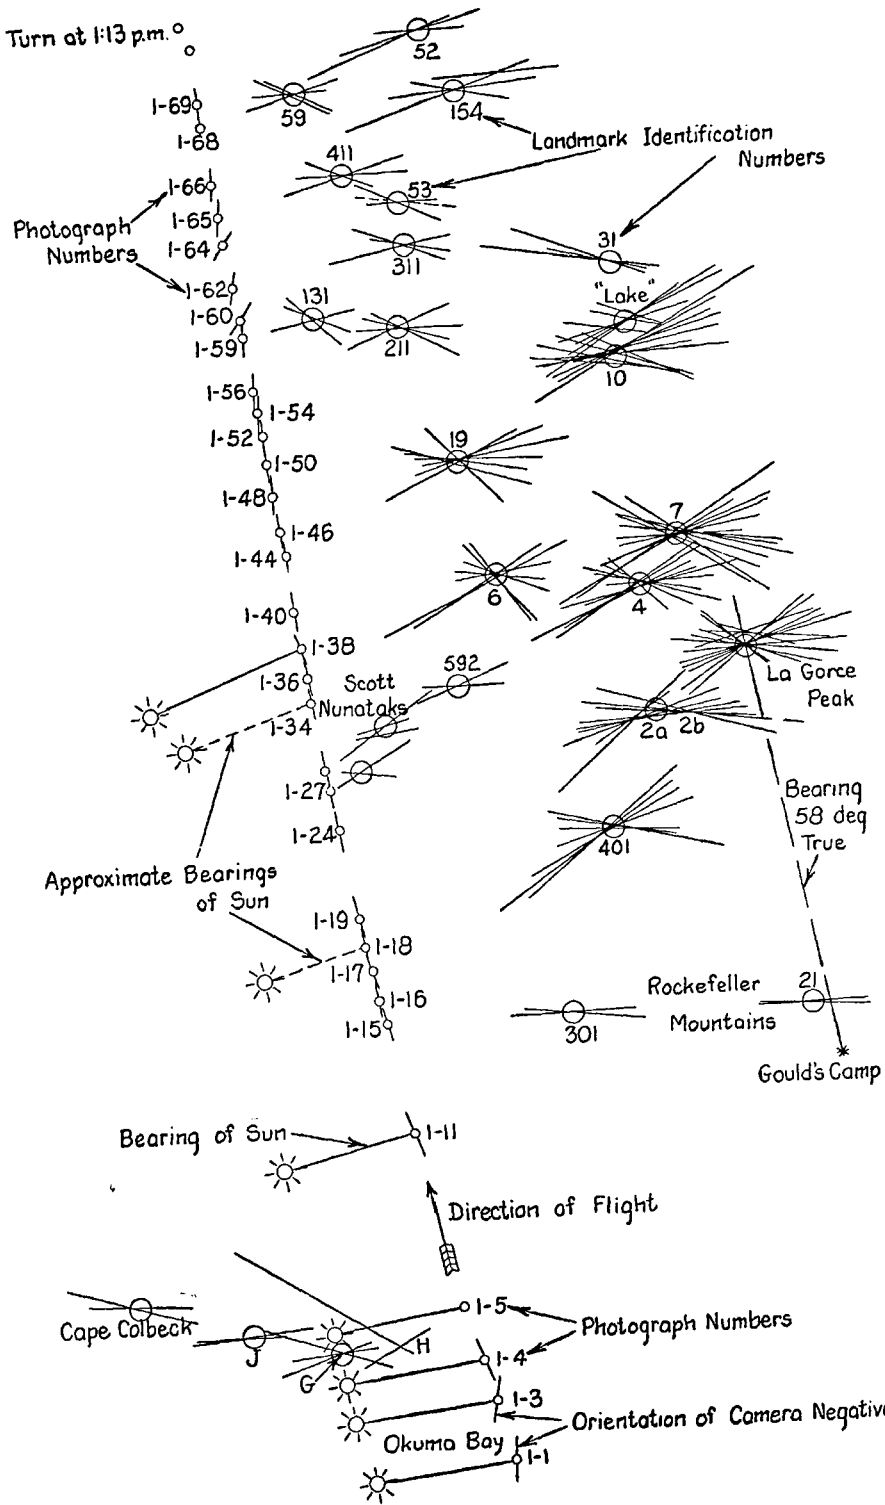 Turn at 1:13 p.m.
52
1-69
59
154
1-68
Landmark Identification
Numbers
411
1-66
53
Photograph
Numbers
1-65
1-64
311
31
1-62
131
"Lake"
1-60
1-59
211
10
1-56
1-54
1-52
19
1-50
1-48
7
1-46
1-44
6
4
1-40
1-38
La Gorce
Peak
592
1-36
Scott
Nunataks
1-34
2a
2b
1-27
Bearing
58 deg
True
1-24
401
Approximate Bearings
of Sun
1-19
1-18
1-17
Rockefeller
Mountains
21
1-16
1-15
301
Gould's Camp
Bearing of Sun
1-11
Direction of Flight
1-5
Photograph Numbers
Cape Colbeck
J
H
G
1-4
1-3
Orientation of Camera Negative
Okuma Bay
1-1